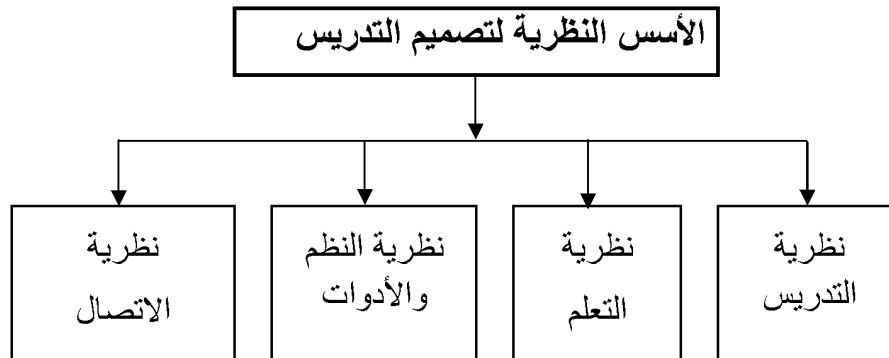 الأسس النظرية لتصميم التدريس
نظرية
التدريس
نظرية
التعلم
نظرية النظم
والأدوات
نظرية
الاتصال